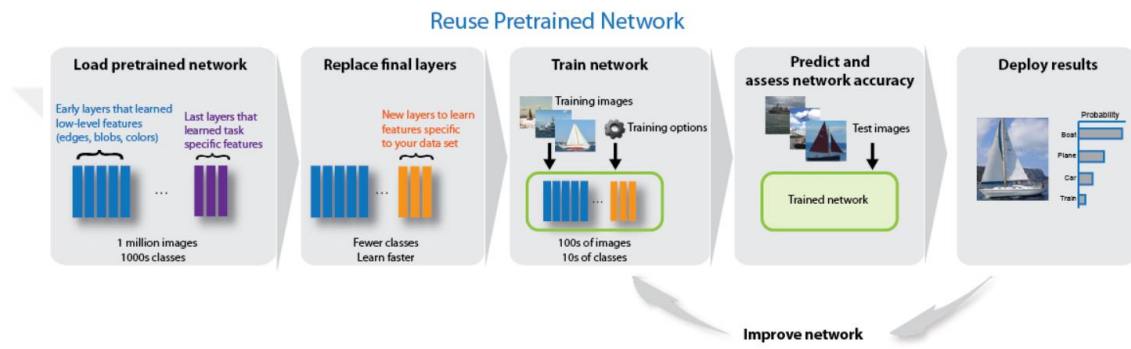 Reuse Pretrained Network
Load pretrained network
Early layers that learned
low-level features
(edges, blobs, colors)
Last layers that
learned task
specific features
...
1 million images
1000s classes
Replace final layers
New layers to learn
features specific
to your data set
...
Fewer classes
Learn faster
Train network
Training images
Training options
...
100s of images
10s of classes
Predict and
assess network accuracy
Test images
Trained network
Deploy results
Probability
Boat
Plane
Car
Train
Improve network